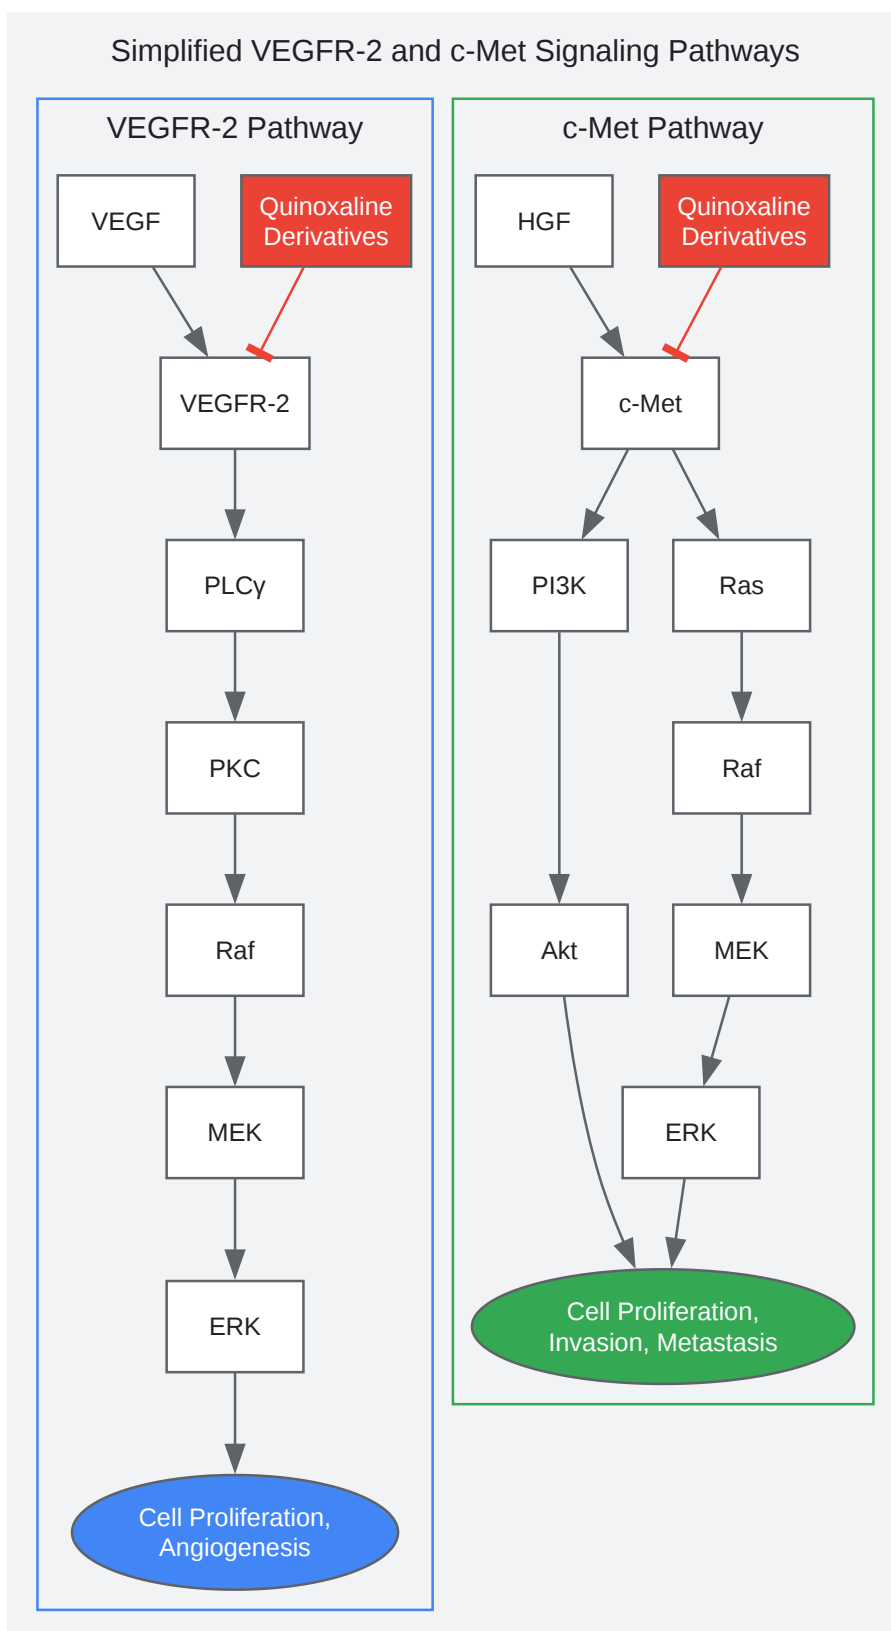 Simplified VEGFR-2 and c-Met Signaling Pathways
VEGFR-2 Pathway
VEGF
Quinoxaline
Derivatives
VEGFR-2
PLCγ
PKC
Raf
MEK
ERK
Cell Proliferation,
Angiogenesis
c-Met Pathway
HGF
Quinoxaline
Derivatives
c-Met
PI3K
Ras
Raf
Akt
MEK
ERK
Cell Proliferation,
Invasion, Metastasis